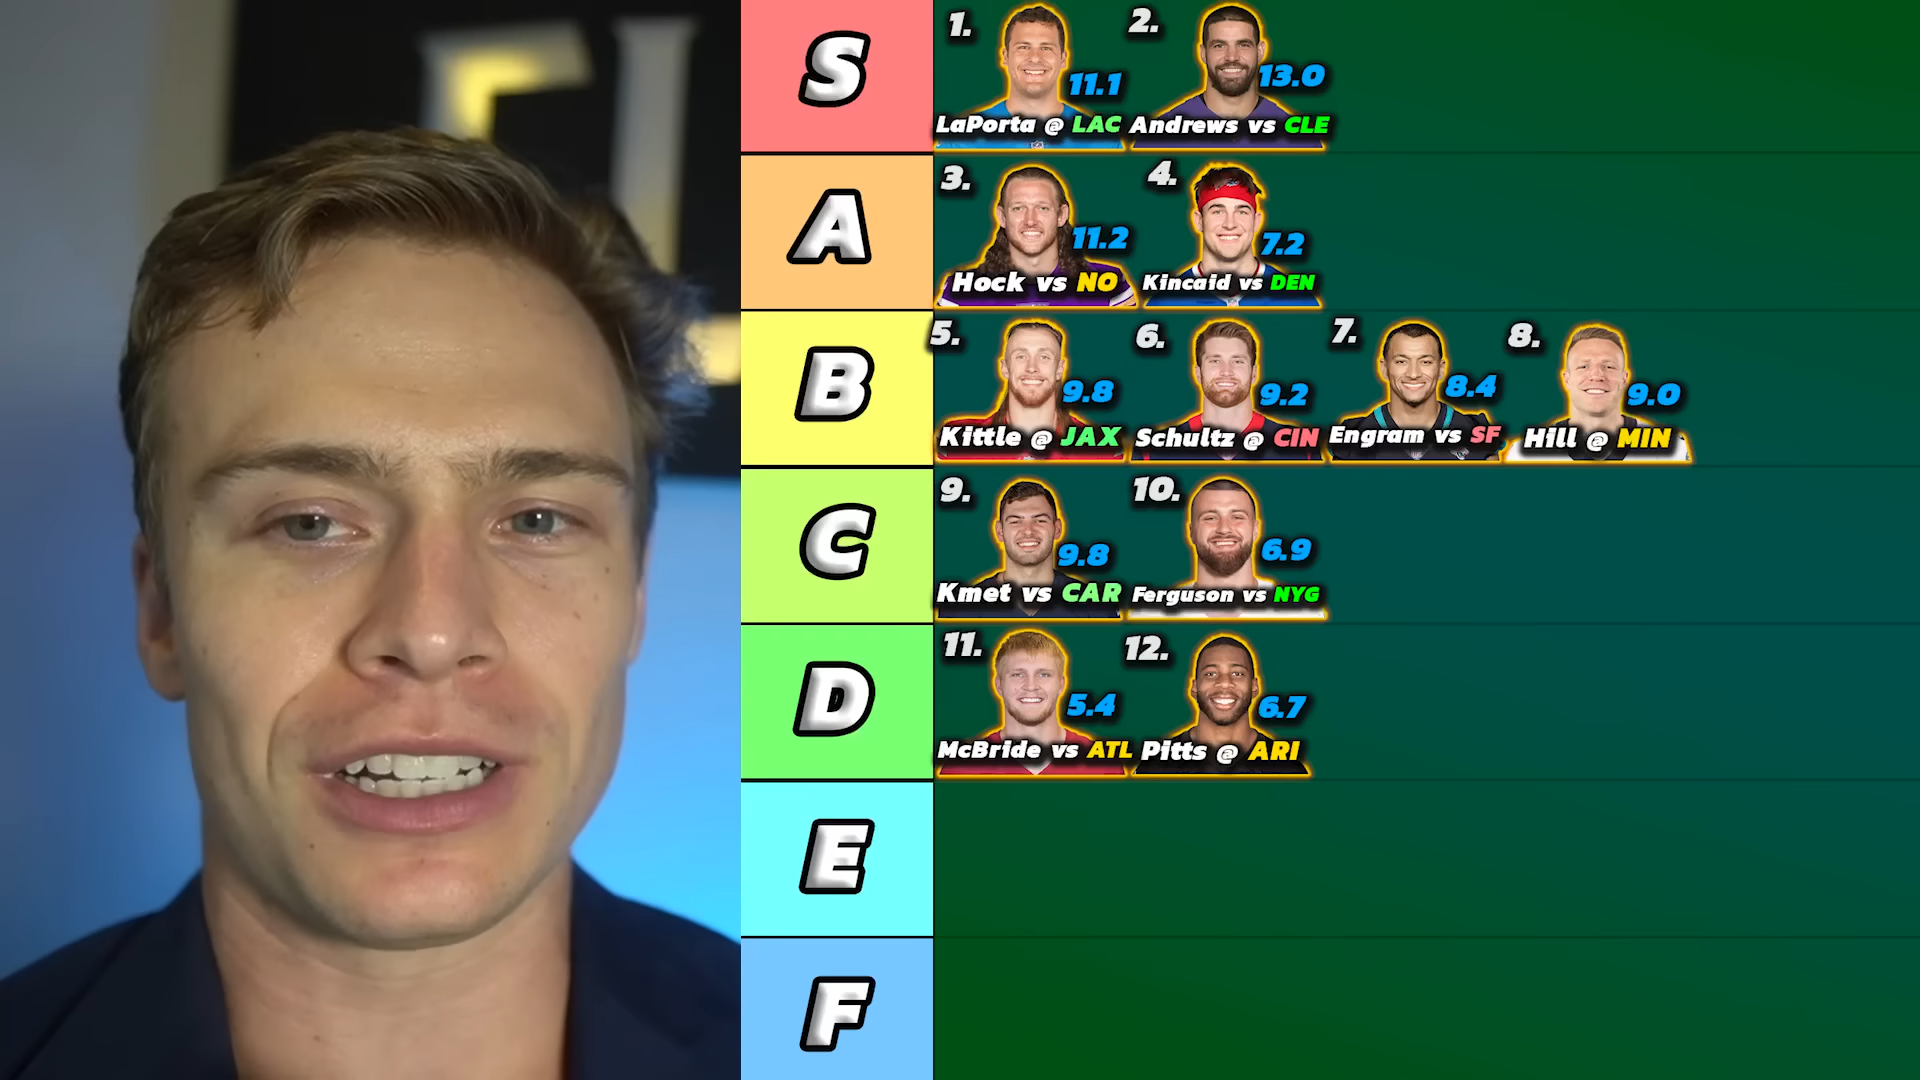 S
1.
11.1
LaPorta @ LAC
2.
13.0
Andrews vs CLE
A
3.
11.2
Hock vs NO
4.
7.2
Kincaid vs DEN
B
5.
9.8
Kittle @ JAX
6.
9.2
Schultz @ CIN
7.
8.4
Engram vs SF
8.
9.0
Hill @ MIN
C
9.
9.8
Kmet vs CAR
10.
6.9
Ferguson vs NYG
D
11.
5.4
McBride vs ATL
12.
6.7
Pitts @ ARI
E
F